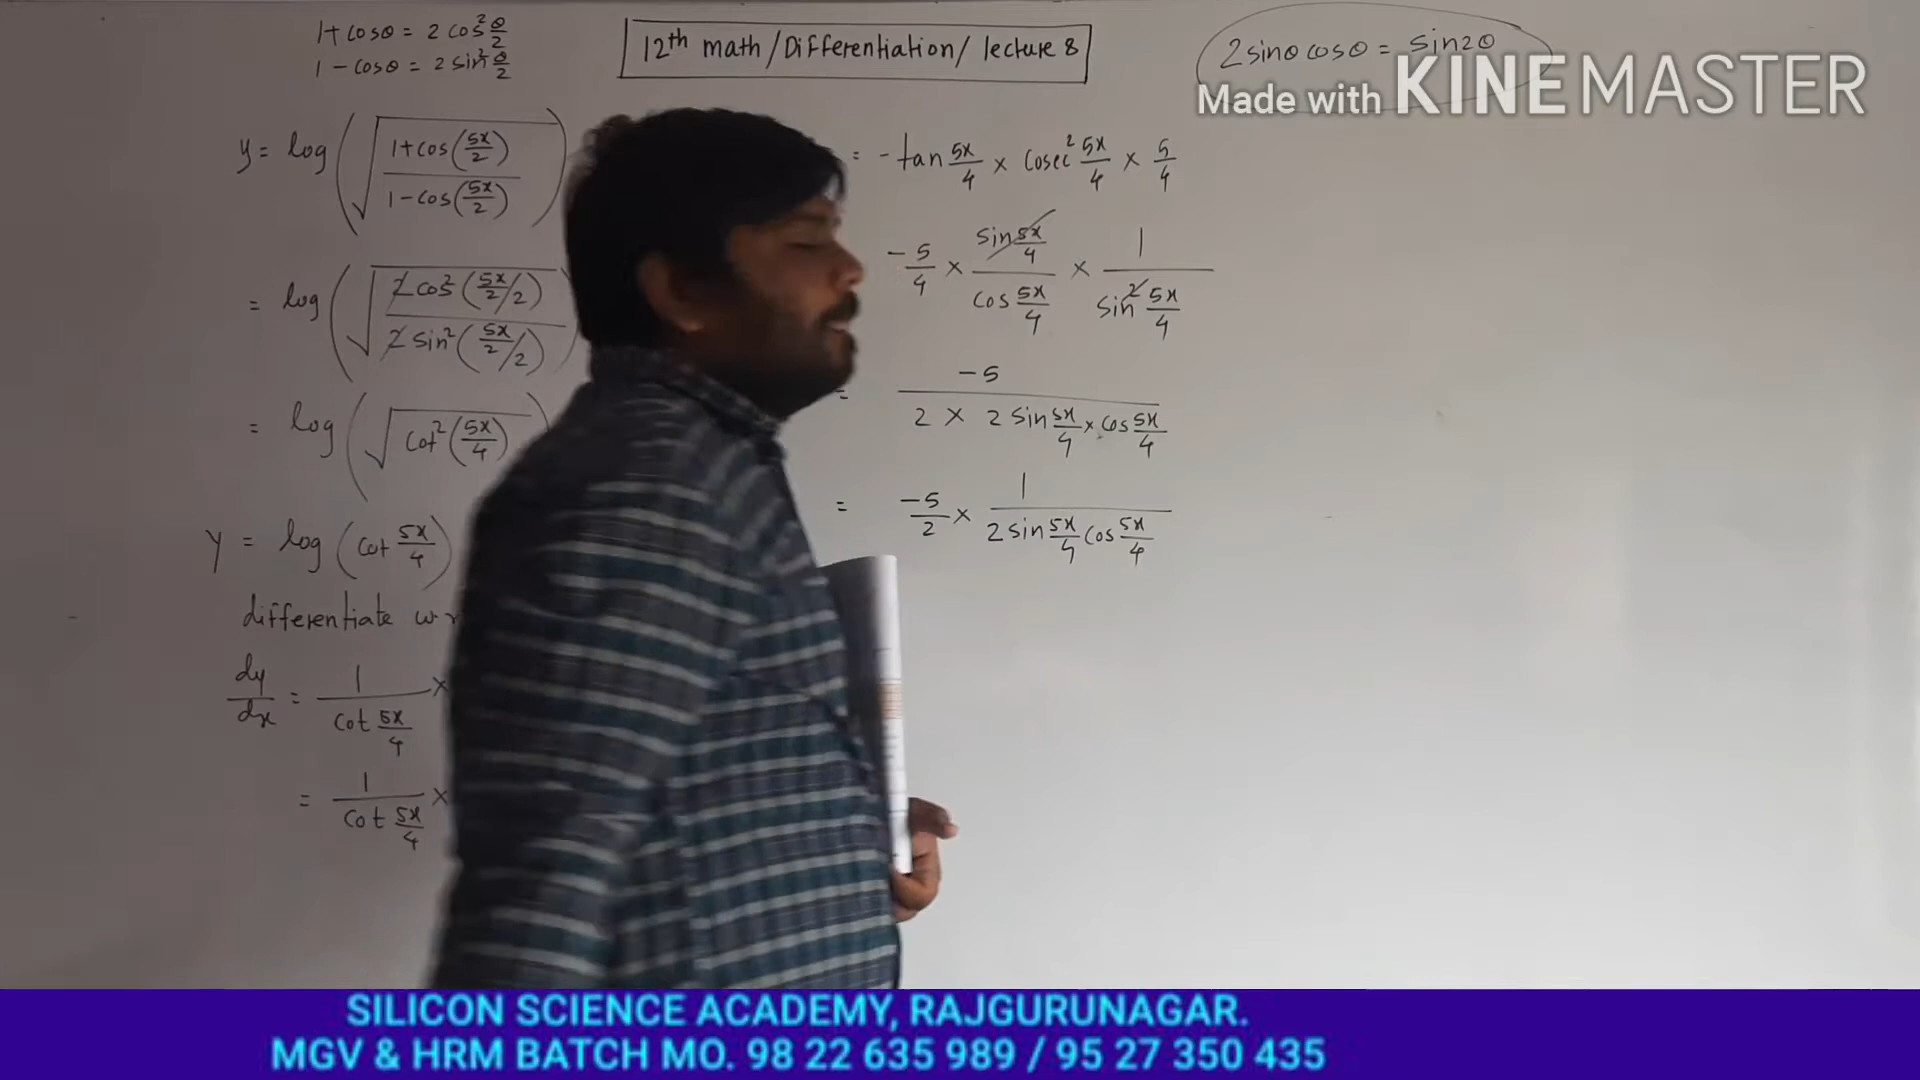 1+cosθ = 2 cos² θ/2
1-cosθ = 2 sin² θ/2
12th math/Differentiation/ lecture 8
2sinθ cosθ = sin2θ
Made with KINEMASTER
y = log (√((1+cos(5x/2))/(1-cos(5x/2))))
= log (√((2cos²(5x/2/2))/(2sin²(5x/2/2))))
= log (√(cot²(5x/4)))
y = log (cot 5x/4)
differentiate w
dy/dx = 1/(cot 5x/4) ×
= 1/(cot 5x/4) ×
= -tan 5x/4 × cosec² 5x/4 × 5/4
-5/4 × (sin 5x/4)/(cos 5x/4) × 1/(sin² 5x/4)
= -5/(2 × 2 sin 5x/4 × cos 5x/4)
= -5/2 × 1/(2 sin 5x/4 cos 5x/4)
SILICON SCIENCE ACADEMY, RAJGURUNAGAR.
MGV & HRM BATCH MO. 98 22 635 989 / 95 27 350 435